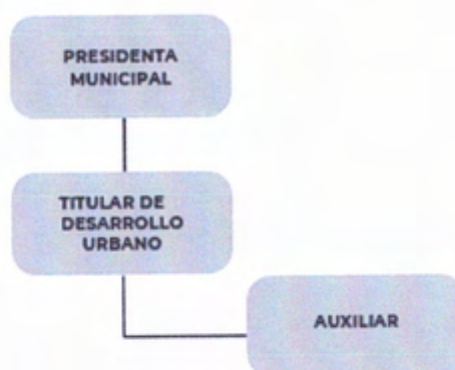 PRESIDENTA
MUNICIPAL
TITULAR DE
DESARROLLO
URBANO
AUXILIAR